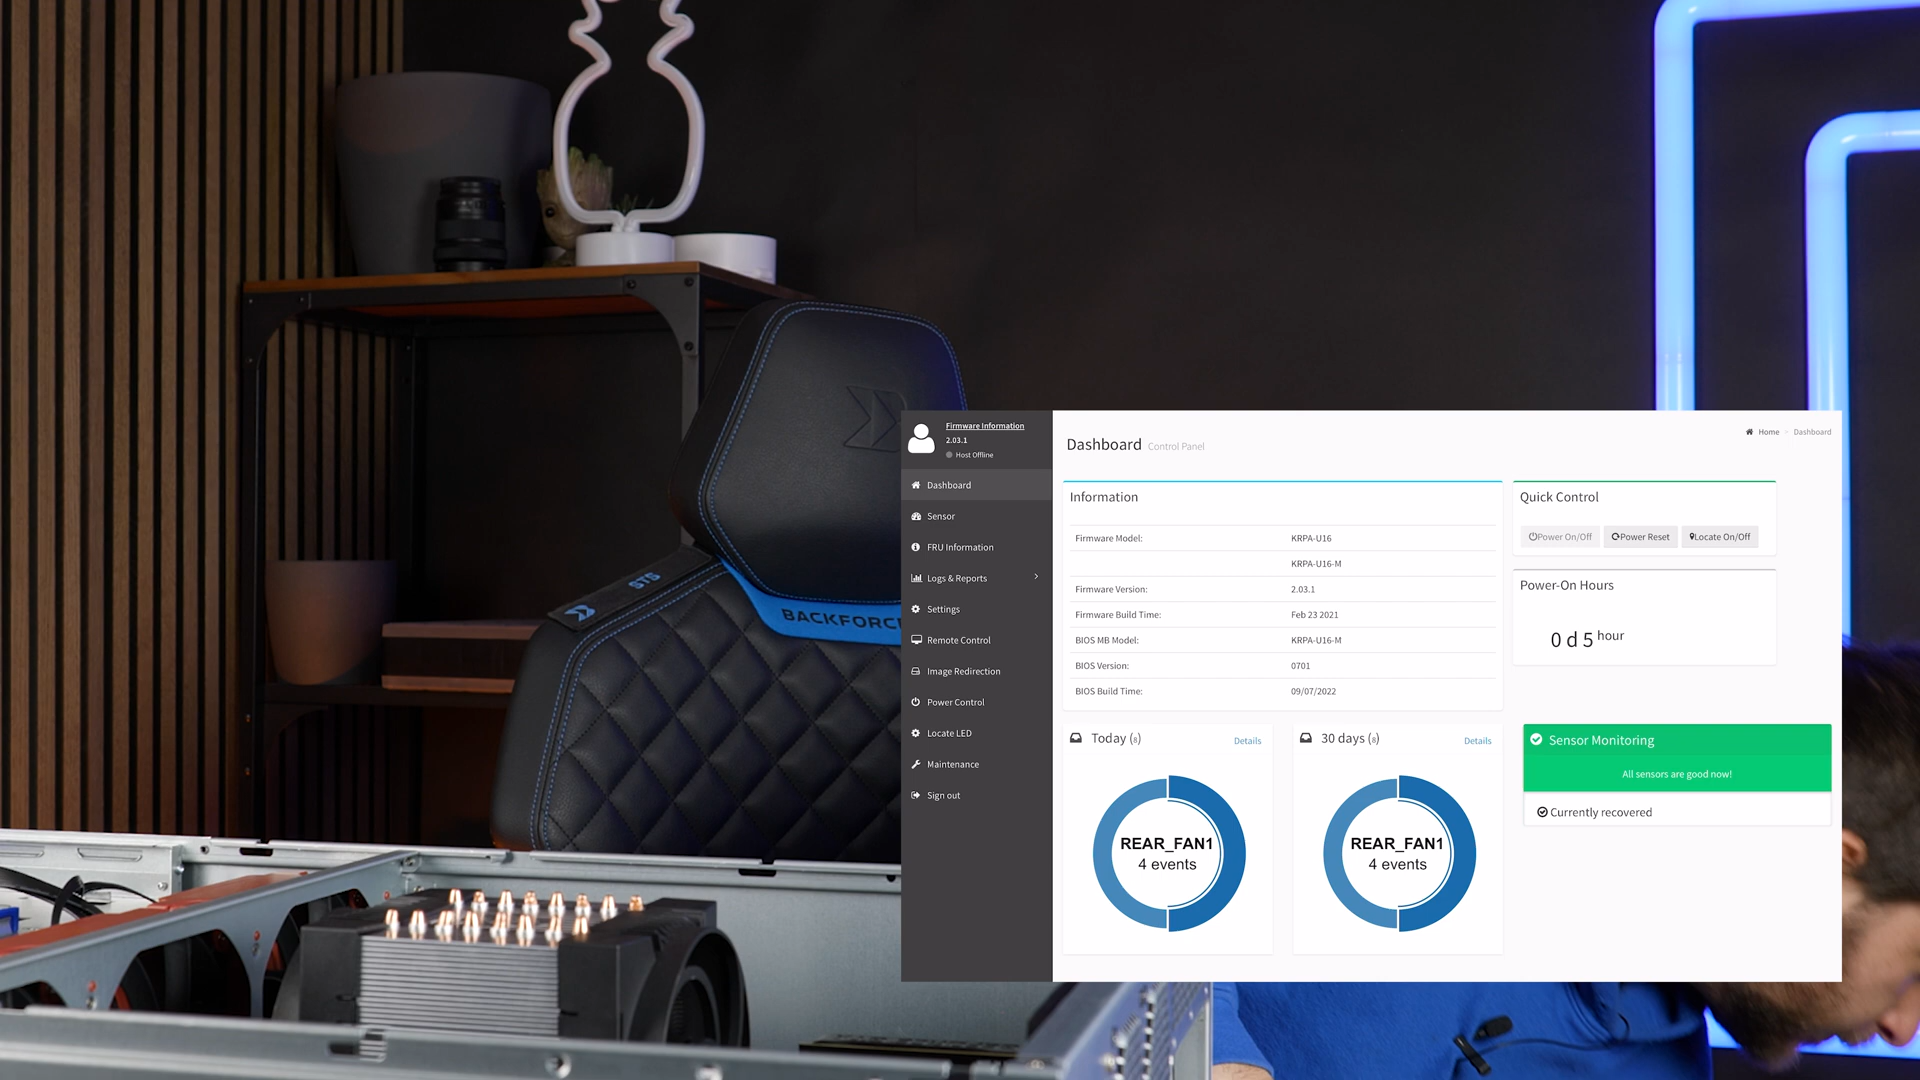 STS
BACKFORCE
Firmware Information
2.03.1
Host Offline
Dashboard
Sensor
FRU Information
Logs & Reports
Settings
Remote Control
Image Redirection
Power Control
Locate LED
Maintenance
Sign out
Dashboard Control Panel
Home
Dashboard
Information
Firmware Model: KRPA-U16
KRPA-U16-M
Firmware Version: 2.03.1
Firmware Build Time: Feb 23 2021
BIOS MB Model: KRPA-U16-M
BIOS Version: 0701
BIOS Build Time: 09/07/2022
Quick Control
Power On/Off Power Reset Locate On/Off
Power-On Hours
0 d 5 hour
Today (8) Details
REAR_FAN1
4 events
30 days (8) Details
REAR_FAN1
4 events
Sensor Monitoring
All sensors are good now!
Currently recovered